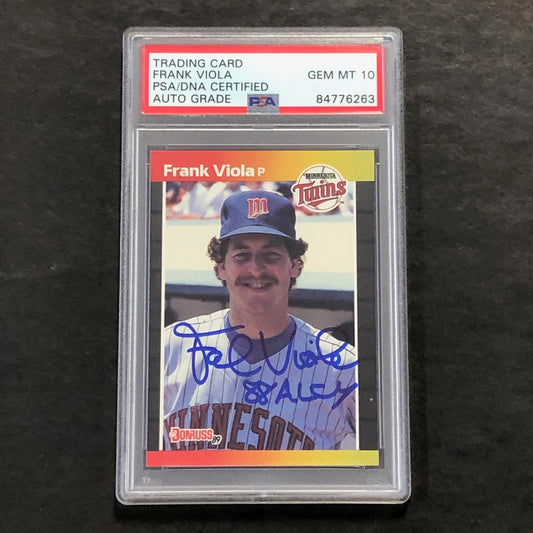 TRADING CARD
FRANK VIOLA GEM MT 10
PSA/DNA CERTIFIED
AUTO GRADE PSA 84776263
Frank Viola P
MINNESOTA
Twins
M
Frank Viola
88 AL CY
MINNESOTA
DONRUSS 89